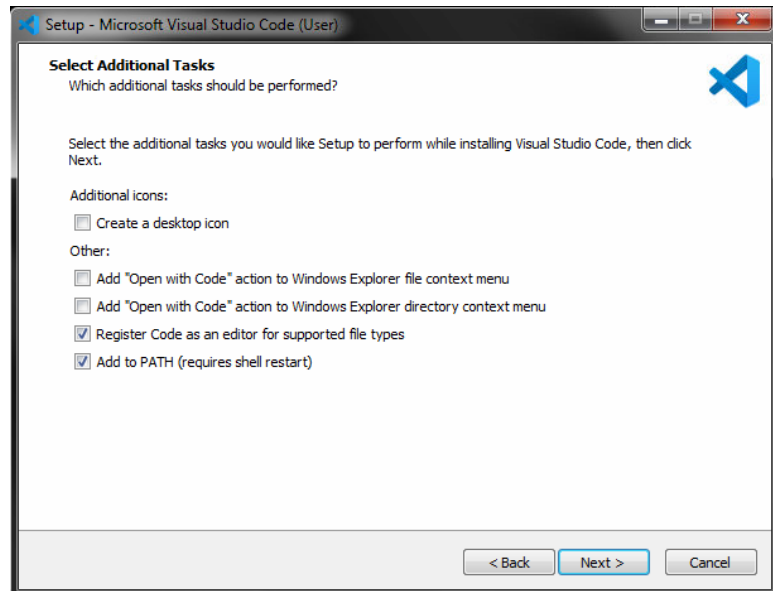 Setup - Microsoft Visual Studio Code (User)
Select Additional Tasks
Which additional tasks should be performed?
Select the additional tasks you would like Setup to perform while installing Visual Studio Code, then click
Next.
Additional icons:
Create a desktop icon
Other:
Add "Open with Code" action to Windows Explorer file context menu
Add "Open with Code" action to Windows Explorer directory context menu
Register Code as an editor for supported file types
Add to PATH (requires shell restart)
< Back Next > Cancel